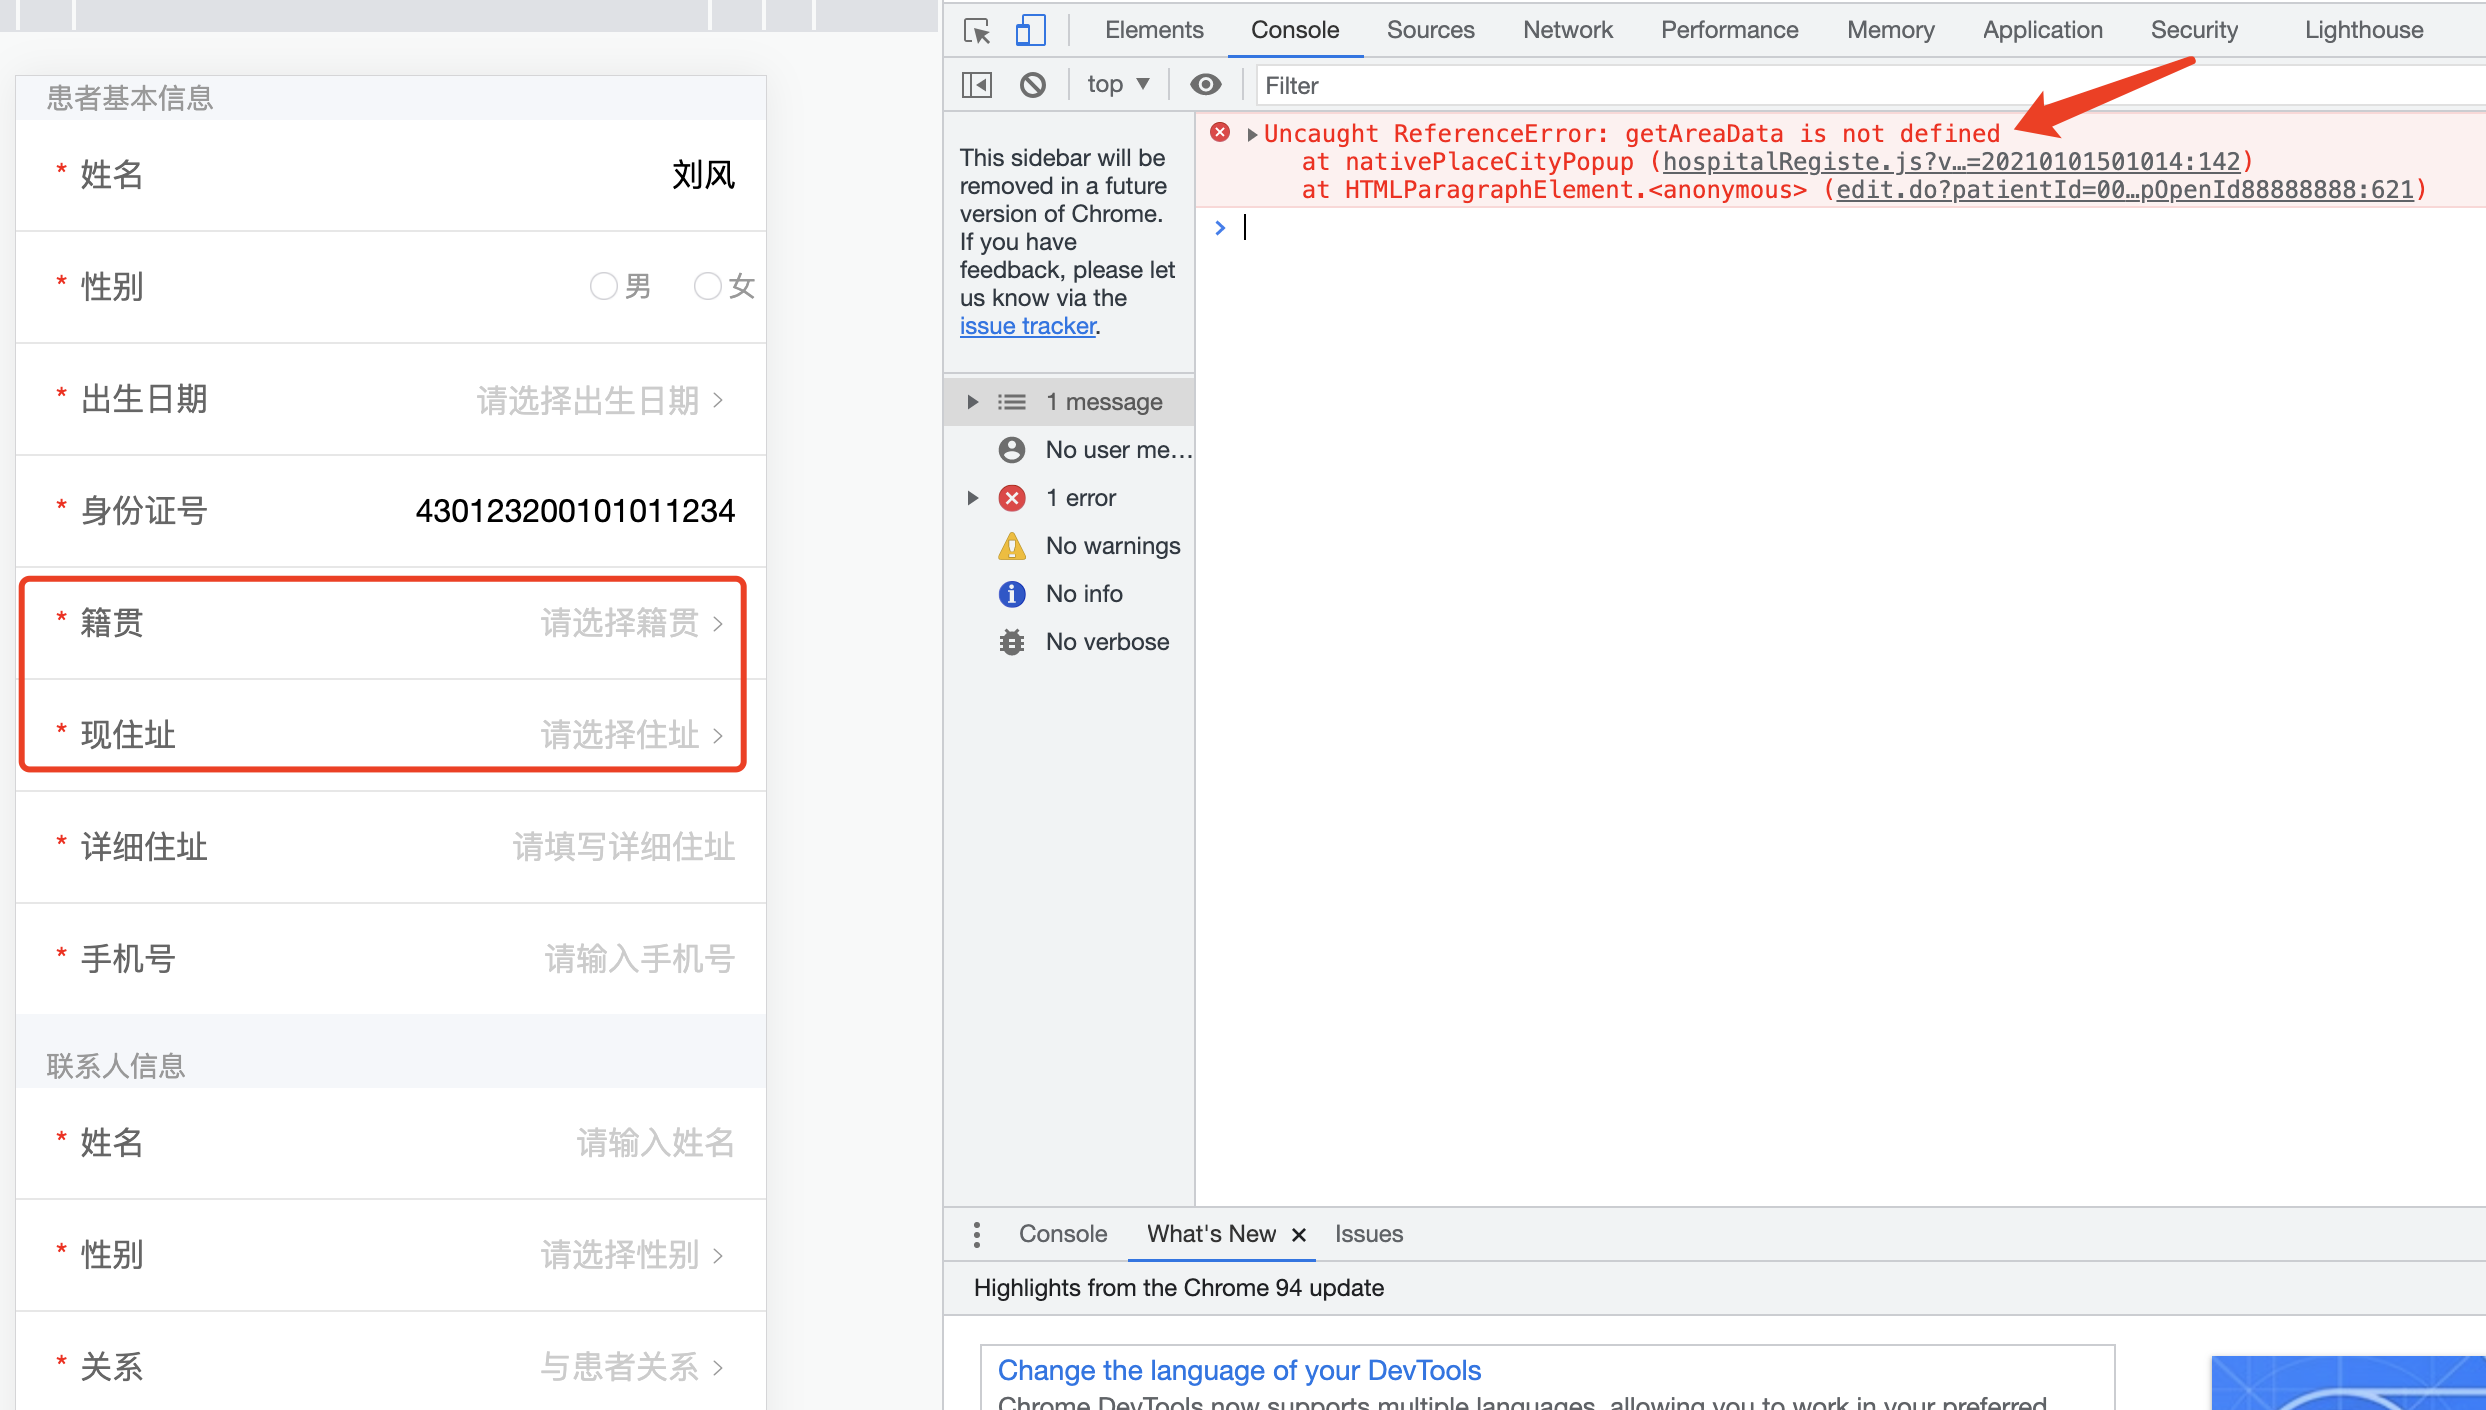 患者基本信息
* 姓名 刘风
* 性别 男 女
* 出生日期 请选择出生日期 >
* 身份证号 430123200101011234
* 籍贯 请选择籍贯 >
* 现住址 请选择住址 >
* 详细住址 请填写详细住址
* 手机号 请输入手机号
联系人信息
* 姓名 请输入姓名
* 性别 请选择性别 >
* 关系 与患者关系 >
Elements Console Sources Network Performance Memory Application Security Lighthouse
top ▼ Filter
This sidebar will be
removed in a future
version of Chrome.
If you have
feedback, please let
us know via the
issue tracker.
1 message
No user me…
1 error
No warnings
No info
No verbose
Uncaught ReferenceError: getAreaData is not defined
at nativePlaceCityPopup (hospitalRegiste.js?v…=20210101501014:142)
at HTMLParagraphElement.<anonymous> (edit.do?patientId=00…pOpenId88888888:621)
>
Console What's New × Issues
Highlights from the Chrome 94 update
Change the language of your DevTools
Chrome DevTools now supports multiple languages, allowing you to work in your preferred